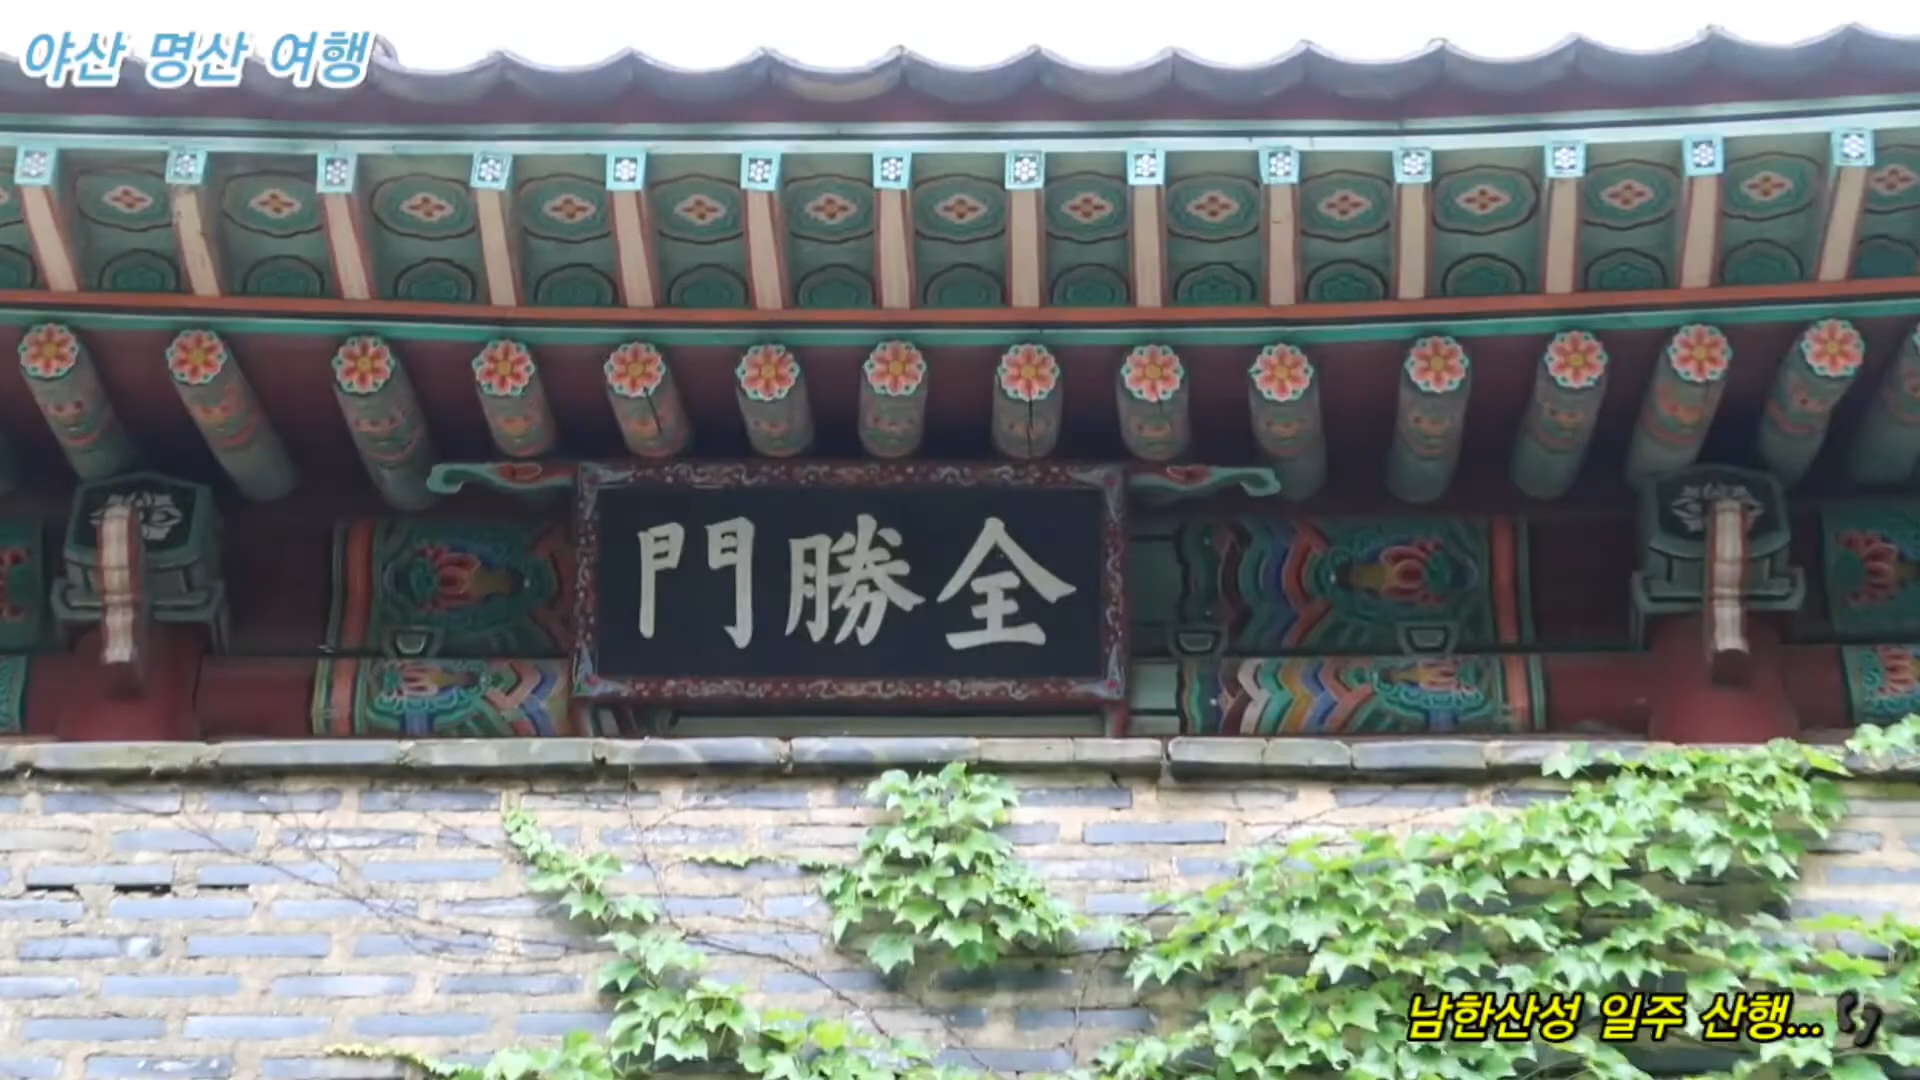 야산 명산 여행
全勝門
남한산성 일주 산행...